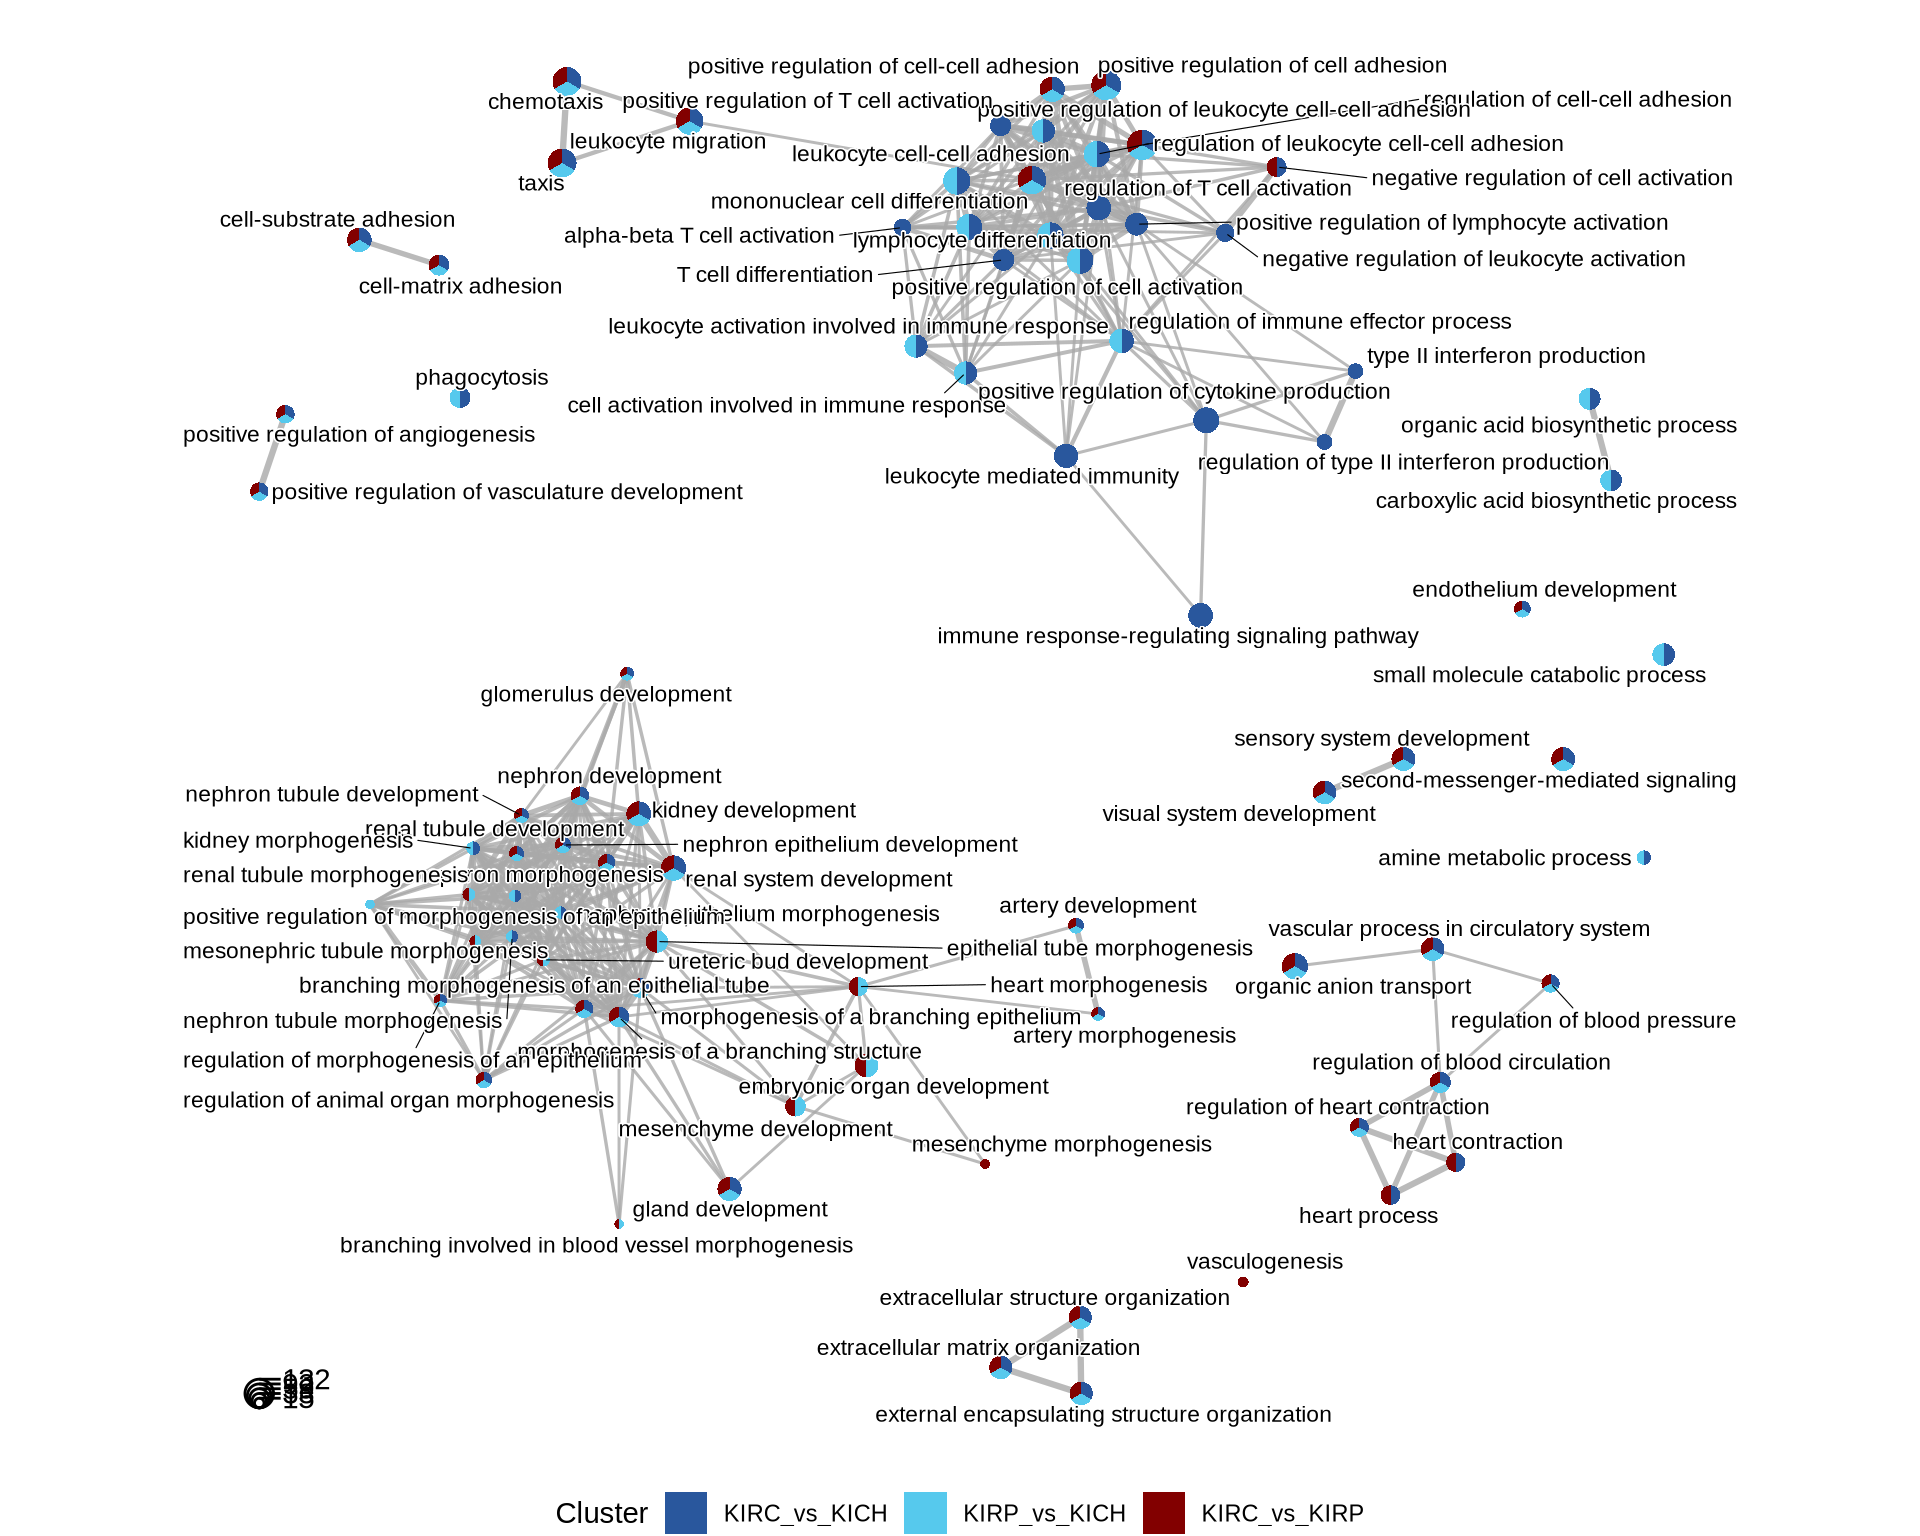 positive regulation of cell-cell adhesion
positive regulation of cell adhesion
chemotaxis
positive regulation of T cell activation
positive regulation of leukocyte cell-cell adhesion
regulation of cell-cell adhesion
leukocyte migration
regulation of leukocyte cell-cell adhesion
leukocyte cell-cell adhesion
taxis
negative regulation of cell activation
regulation of T cell activation
mononuclear cell differentiation
cell-substrate adhesion
positive regulation of lymphocyte activation
alpha-beta T cell activation
lymphocyte differentiation
negative regulation of leukocyte activation
T cell differentiation
cell-matrix adhesion
positive regulation of cell activation
leukocyte activation involved in immune response
regulation of immune effector process
type II interferon production
phagocytosis
positive regulation of cytokine production
cell activation involved in immune response
organic acid biosynthetic process
positive regulation of angiogenesis
regulation of type II interferon production
leukocyte mediated immunity
positive regulation of vasculature development
carboxylic acid biosynthetic process
endothelium development
immune response-regulating signaling pathway
small molecule catabolic process
glomerulus development
sensory system development
nephron development
second-messenger-mediated signaling
nephron tubule development
kidney development
visual system development
renal tubule development
kidney morphogenesis
nephron epithelium development
amine metabolic process
renal tubule morphogenesis
morphogenesis
renal system development
artery development
positive regulation of morphogenesis of an epithelium
epithelium morphogenesis
vascular process in circulatory system
mesonephric tubule morphogenesis
epithelial tube morphogenesis
ureteric bud development
branching morphogenesis of an epithelial tube
heart morphogenesis
organic anion transport
nephron tubule morphogenesis
morphogenesis of a branching epithelium
regulation of blood pressure
artery morphogenesis
morphogenesis of a branching structure
regulation of morphogenesis of an epithelium
regulation of blood circulation
embryonic organ development
regulation of animal organ morphogenesis
regulation of heart contraction
mesenchyme development
mesenchyme morphogenesis
heart contraction
gland development
heart process
branching involved in blood vessel morphogenesis
vasculogenesis
extracellular structure organization
extracellular matrix organization
132
external encapsulating structure organization
Cluster KIRC_vs_KICH KIRP_vs_KICH KIRC_vs_KIRP